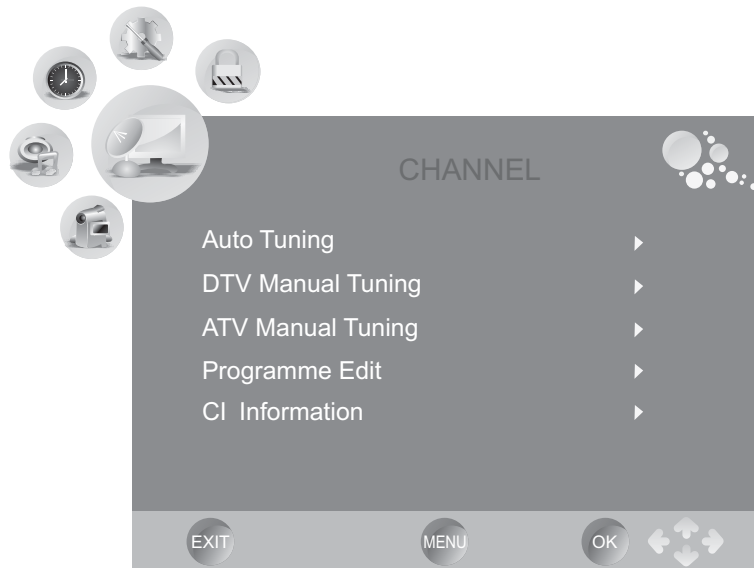 CHANNEL
Auto Tuning
DTV Manual Tuning
ATV Manual Tuning
Programme Edit
CI Information
EXIT MENU OK